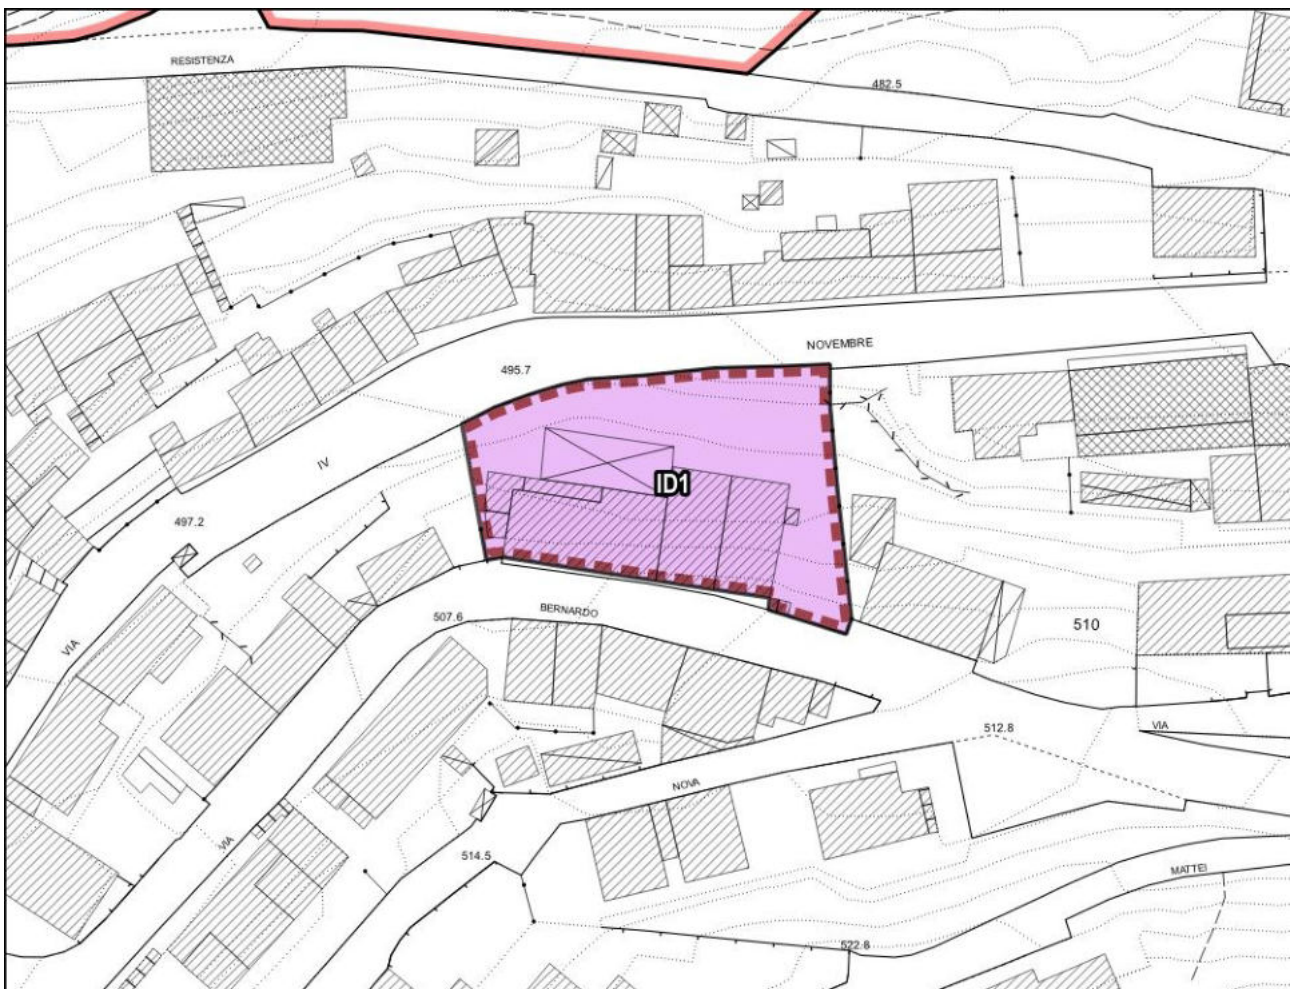 RESISTENZA
482.5
NOVEMBRE
495.7
IV
ID1
497.2
BERNARDO
507.6
510
VIA
512.8
VIA
NOVA
VIA
514.5
MATTEI
522.8